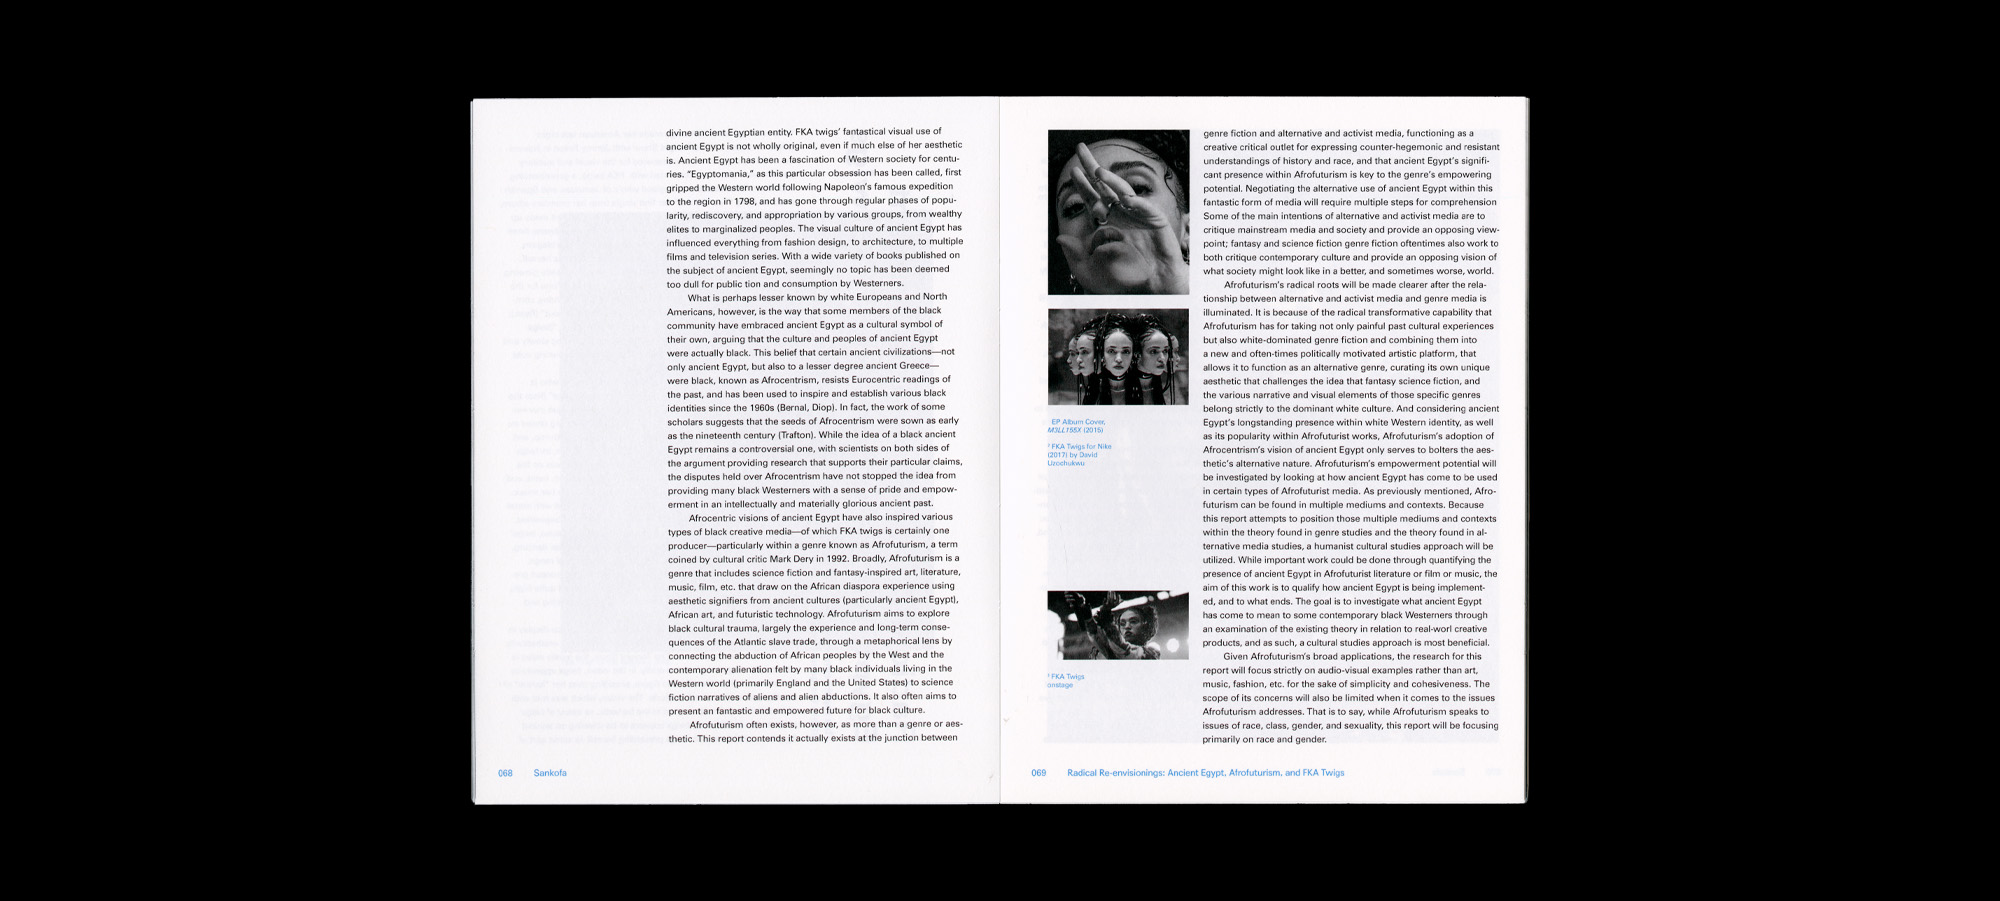 divine ancient Egyptian entity. FKA twigs' fantastical visual use of
ancient Egypt is not wholly original, even if much else of her aesthetic
is. Ancient Egypt has been a fascination of Western society for centu-
ries. “Egyptomania,” as this particular obsession has been called, first
gripped the Western world following Napoleon's famous expedition
to the region in 1798, and has gone through regular phases of popu-
larity, rediscovery, and appropriation by various groups, from wealthy
elites to marginalized peoples. The visual culture of ancient Egypt has
influenced everything from fashion design, to architecture, to multiple
films and television series. With a wide variety of books published on
the subject of ancient Egypt, seemingly no topic has been deemed
too dull for public tion and consumption by Westerners.
What is perhaps lesser known by white Europeans and North
Americans, however, is the way that some members of the black
community have embraced ancient Egypt as a cultural symbol of
their own, arguing that the culture and peoples of ancient Egypt
were actually black. This belief that certain ancient civilizations—not
only ancient Egypt, but also to a lesser degree ancient Greece—
were black, known as Afrocentrism, resists Eurocentric readings of
the past, and has been used to inspire and establish various black
identities since the 1960s (Bernal, Diop). In fact, the work of some
scholars suggests that the seeds of Afrocentrism were sown as early
as the nineteenth century (Trafton). While the idea of a black ancient
Egypt remains a controversial one, with scientists on both sides of
the argument providing research that supports their particular claims,
the disputes held over Afrocentrism have not stopped the idea from
providing many black Westerners with a sense of pride and empow-
erment in an intellectually and materially glorious ancient past.
Afrocentric visions of ancient Egypt have also inspired various
types of black creative media—of which FKA twigs is certainly one
producer—particularly within a genre known as Afrofuturism, a term
coined by cultural critic Mark Dery in 1992. Broadly, Afrofuturism is a
genre that includes science fiction and fantasy-inspired art, literature,
music, film, etc. that draw on the African diaspora experience using
aesthetic signifiers from ancient cultures (particularly ancient Egypt),
African art, and futuristic technology. Afrofuturism aims to explore
black cultural trauma, largely the experience and long-term conse-
quences of the Atlantic slave trade, through a metaphorical lens by
connecting the abduction of African peoples by the West and the
contemporary alienation felt by many black individuals living in the
Western world (primarily England and the United States) to science
fiction narratives of aliens and alien abductions. It also often aims to
present an fantastic and empowered future for black culture.
Afrofuturism often exists, however, as more than a genre or aes-
thetic. This report contends it actually exists at the junction between
068 Sankofa
EP Album Cover,
M3LL155X (2015)
² FKA Twigs for Nike
(2017) by David
Uzochukwu
³ FKA Twigs
onstage
genre fiction and alternative and activist media, functioning as a
creative critical outlet for expressing counter-hegemonic and resistant
understandings of history and race, and that ancient Egypt's signifi-
cant presence within Afrofuturism is key to the genre's empowering
potential. Negotiating the alternative use of ancient Egypt within this
fantastic form of media will require multiple steps for comprehension
Some of the main intentions of alternative and activist media are to
critique mainstream media and society and provide an opposing view-
point; fantasy and science fiction genre fiction oftentimes also work to
both critique contemporary culture and provide an opposing vision of
what society might look like in a better, and sometimes worse, world.
Afrofuturism's radical roots will be made clearer after the rela-
tionship between alternative and activist media and genre media is
illuminated. It is because of the radical transformative capability that
Afrofuturism has for taking not only painful past cultural experiences
but also white-dominated genre fiction and combining them into
a new and often-times politically motivated artistic platform, that
allows it to function as an alternative genre, curating its own unique
aesthetic that challenges the idea that fantasy science fiction, and
the various narrative and visual elements of those specific genres
belong strictly to the dominant white culture. And considering ancient
Egypt's longstanding presence within white Western identity, as well
as its popularity within Afrofuturist works, Afrofuturism's adoption of
Afrocentrism's vision of ancient Egypt only serves to bolters the aes-
thetic's alternative nature. Afrofuturism's empowerment potential will
be investigated by looking at how ancient Egypt has come to be used
in certain types of Afrofuturist media. As previously mentioned, Afro-
futurism can be found in multiple mediums and contexts. Because
this report attempts to position those multiple mediums and contexts
within the theory found in genre studies and the theory found in al-
ternative media studies, a humanist cultural studies approach will be
utilized. While important work could be done through quantifying the
presence of ancient Egypt in Afrofuturist literature or film or music, the
aim of this work is to qualify how ancient Egypt is being implement-
ed, and to what ends. The goal is to investigate what ancient Egypt
has come to mean to some contemporary black Westerners through
an examination of the existing theory in relation to real-worl creative
products, and as such, a cultural studies approach is most beneficial.
Given Afrofuturism's broad applications, the research for this
report will focus strictly on audio-visual examples rather than art,
music, fashion, etc. for the sake of simplicity and cohesiveness. The
scope of its concerns will also be limited when it comes to the issues
Afrofuturism addresses. That is to say, while Afrofuturism speaks to
issues of race, class, gender, and sexuality, this report will be focusing
primarily on race and gender.
069 Radical Re-envisionings: Ancient Egypt, Afrofuturism, and FKA Twigs